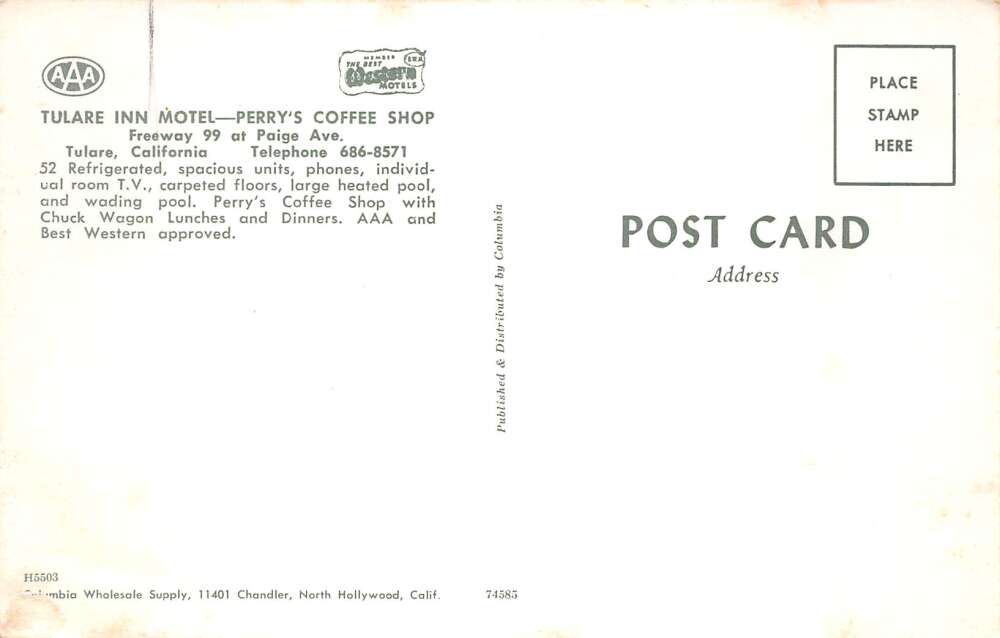 AAA
MEMBER
THE BEST
Western
MOTELS
TULARE INN MOTEL—PERRY'S COFFEE SHOP
Freeway 99 at Paige Ave.
Tulare, California Telephone 686-8571
52 Refrigerated, spacious units, phones, individ-
ual room T.V., carpeted floors, large heated pool,
and wading pool. Perry's Coffee Shop with
Chuck Wagon Lunches and Dinners. AAA and
Best Western approved.
Published & Distributed by Columbia
PLACE
STAMP
HERE
POST CARD
Address
H5503
Columbia Wholesale Supply, 11401 Chandler, North Hollywood, Calif.
74585